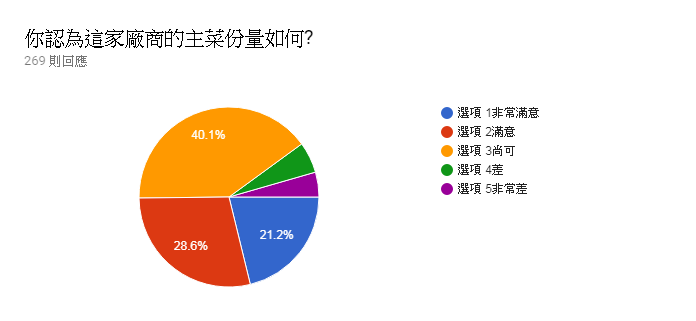 你認為這家廠商的主菜份量如何?
269 則回應
選項 1非常滿意
選項 2滿意
選項 3尚可
選項 4差
選項 5非常差
40.1%
28.6%
21.2%